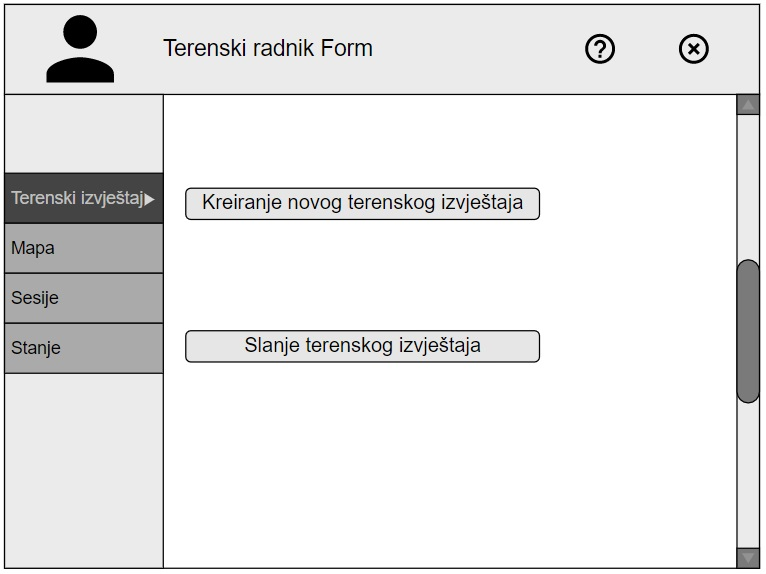 Terenski radnik Form
Terenski izvještaj
Mapa
Sesije
Stanje
Kreiranje novog terenskog izvještaja
Slanje terenskog izvještaja